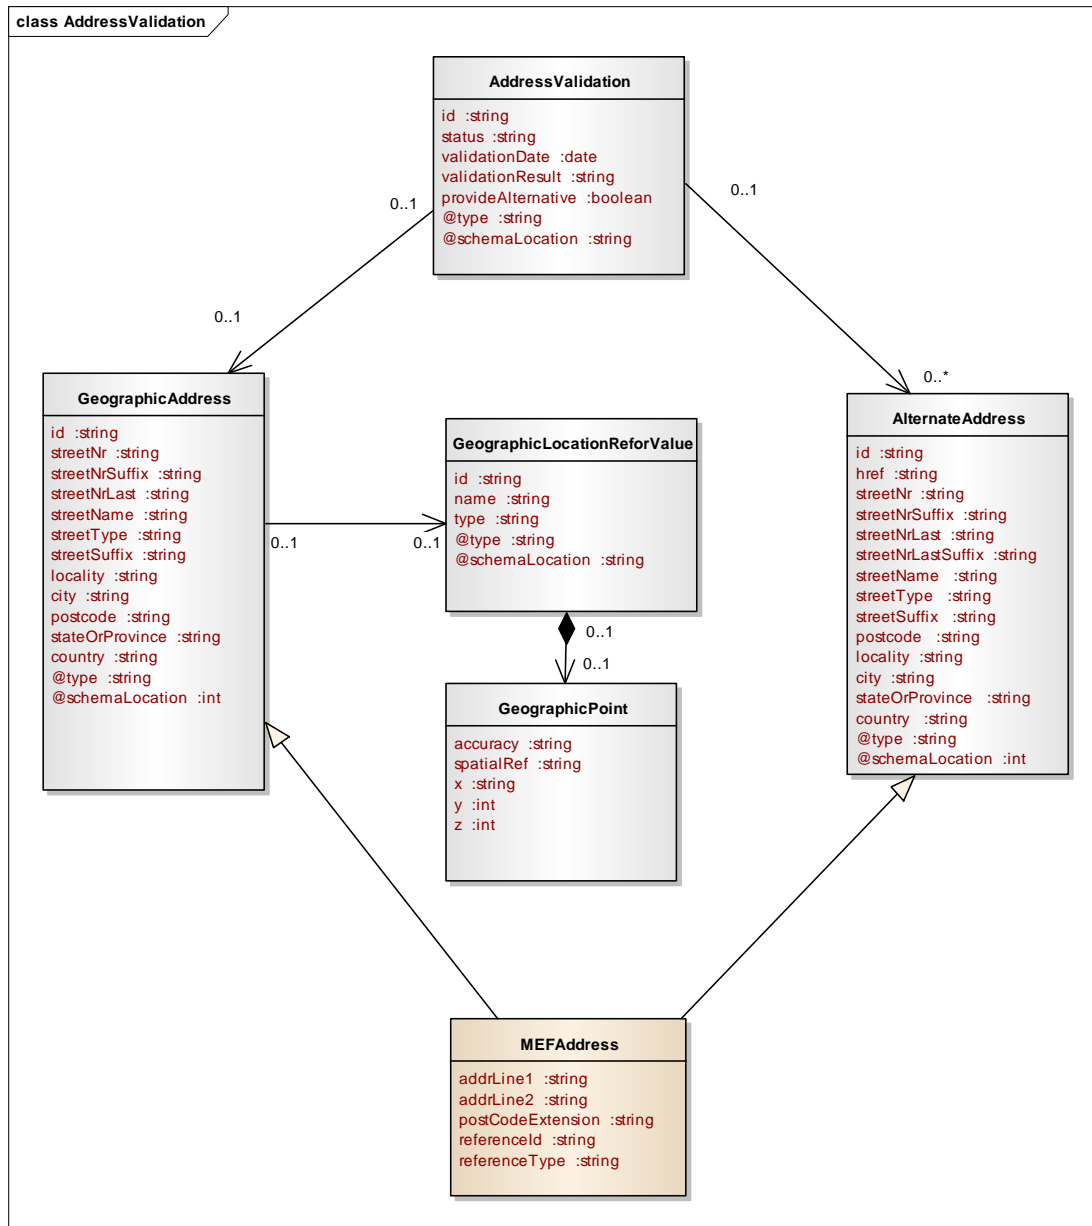 class AddressValidation
AddressValidation
id :string
status :string
validationDate :date
validationResult :string
provideAlternative :boolean
@type :string
@schemaLocation :string
0..1
0..1
0..1
0..*
GeographicAddress
id :string
streetNr :string
streetNrSuffix :string
streetNrLast :string
streetName :string
streetType :string
streetSuffix :string
locality :string
city :string
postcode :string
stateOrProvince :string
country :string
@type :string
@schemaLocation :int
0..1
0..1
GeographicLocationReforValue
id :string
name :string
type :string
@type :string
@schemaLocation :string
0..1
0..1
GeographicPoint
accuracy :string
spatialRef :string
x :string
y :int
z :int
AlternateAddress
id :string
href :string
streetNr :string
streetNrSuffix :string
streetNrLast :string
streetNrLastSuffix :string
streetName :string
streetType :string
streetSuffix :string
postcode :string
locality :string
city :string
stateOrProvince :string
country :string
@type :string
@schemaLocation :int
MEFAddress
addrLine1 :string
addrLine2 :string
postCodeExtension :string
referenceId :string
referenceType :string